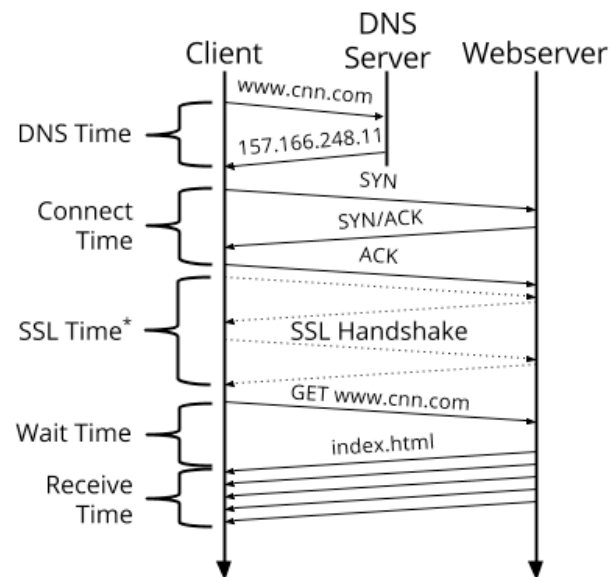 Client
DNS
Server
Webserver
www.cnn.com
DNS Time
157.166.248.11
SYN
Connect
Time
SYN/ACK
ACK
SSL Time*
SSL Handshake
GET www.cnn.com
Wait Time
index.html
Receive
Time